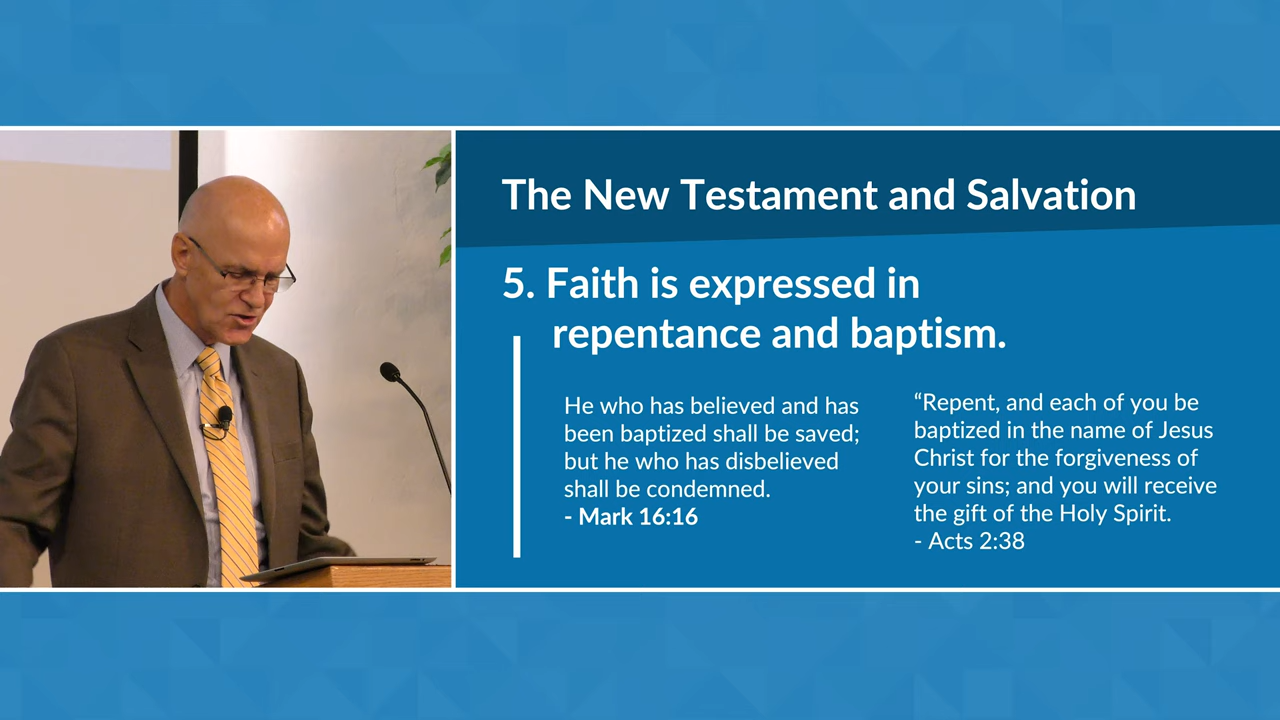 The New Testament and Salvation
5. Faith is expressed in
repentance and baptism.
He who has believed and has
been baptized shall be saved;
but he who has disbelieved
shall be condemned.
- Mark 16:16
“Repent, and each of you be
baptized in the name of Jesus
Christ for the forgiveness of
your sins; and you will receive
the gift of the Holy Spirit.
- Acts 2:38